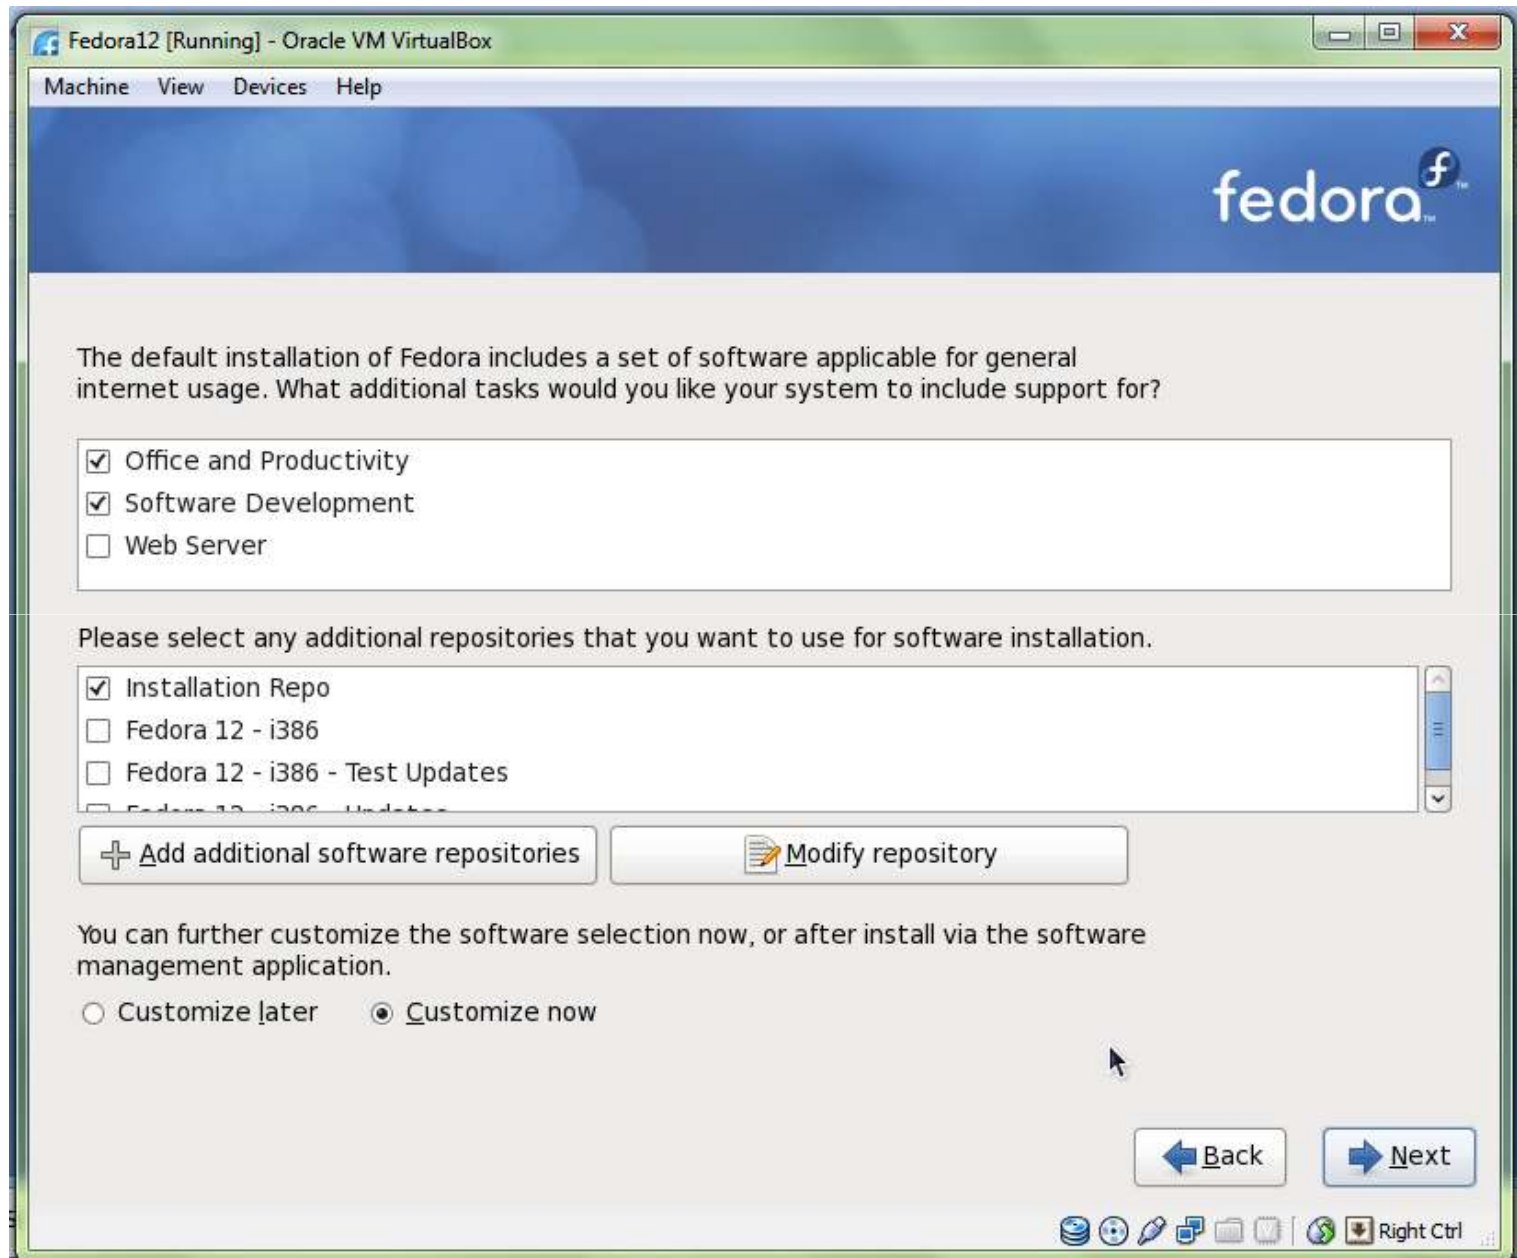 Fedora12 [Running] - Oracle VM VirtualBox
Machine View Devices Help
fedora
The default installation of Fedora includes a set of software applicable for general
internet usage. What additional tasks would you like your system to include support for?
Office and Productivity
Software Development
Web Server
Please select any additional repositories that you want to use for software installation.
Installation Repo
Fedora 12 - i386
Fedora 12 - i386 - Test Updates
Fedora 12 - i386 - Updates
Add additional software repositories
Modify repository
You can further customize the software selection now, or after install via the software
management application.
Customize later
Customize now
Back
Next
Right Ctrl